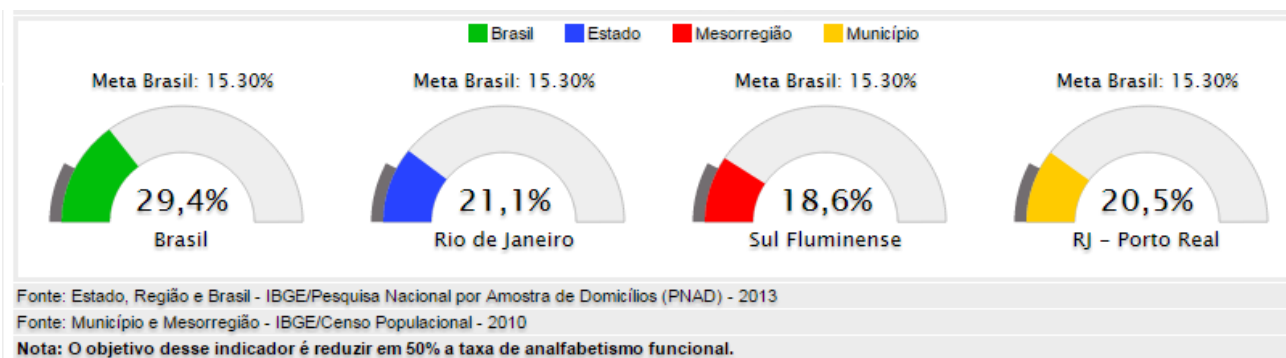 Brasil Estado Mesorregião Município
Meta Brasil: 15.30% Meta Brasil: 15.30% Meta Brasil: 15.30% Meta Brasil: 15.30%
29,4% 21,1% 18,6% 20,5%
Brasil Rio de Janeiro Sul Fluminense RJ – Porto Real
Fonte: Estado, Região e Brasil - IBGE/Pesquisa Nacional por Amostra de Domicílios (PNAD) - 2013
Fonte: Município e Mesorregião - IBGE/Censo Populacional - 2010
Nota: O objetivo desse indicador é reduzir em 50% a taxa de analfabetismo funcional.